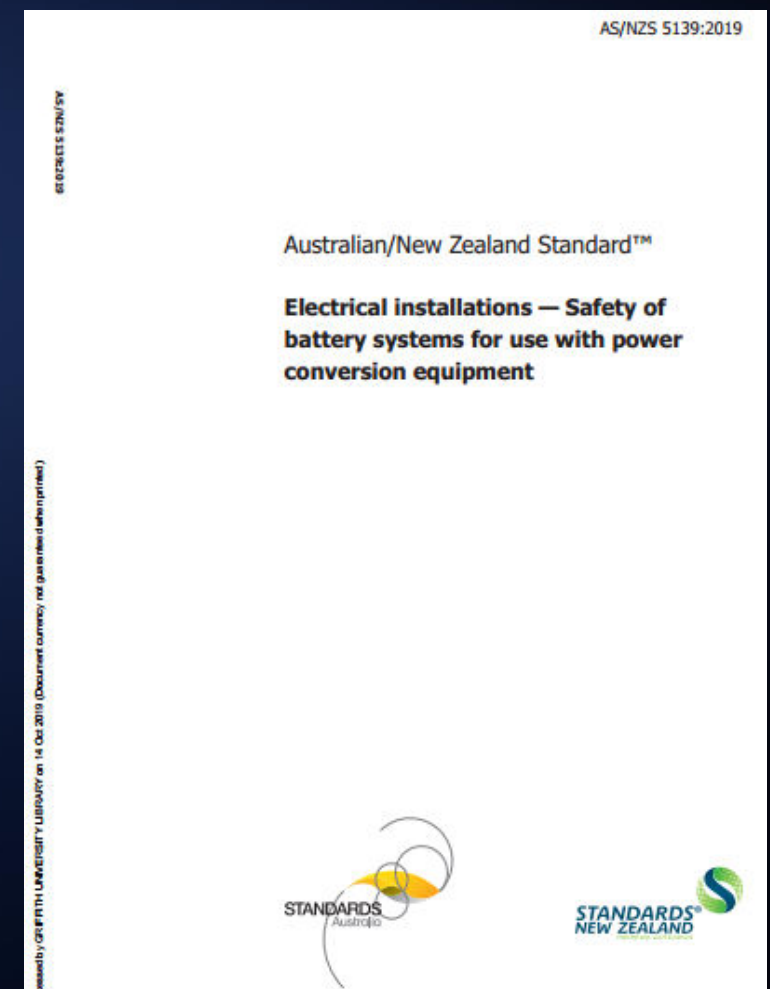 AS/NZS 5139:2019
AS/NZS 5139:2019
Australian/New Zealand Standard™
Electrical installations — Safety of
battery systems for use with power
conversion equipment
by GRIFFITH UNIVERSITY LIBRARY on 14 Oct 2019 (Document currency not guaranteed when printed)
STANDARDS
Australia
STANDARDS®
NEW ZEALAND